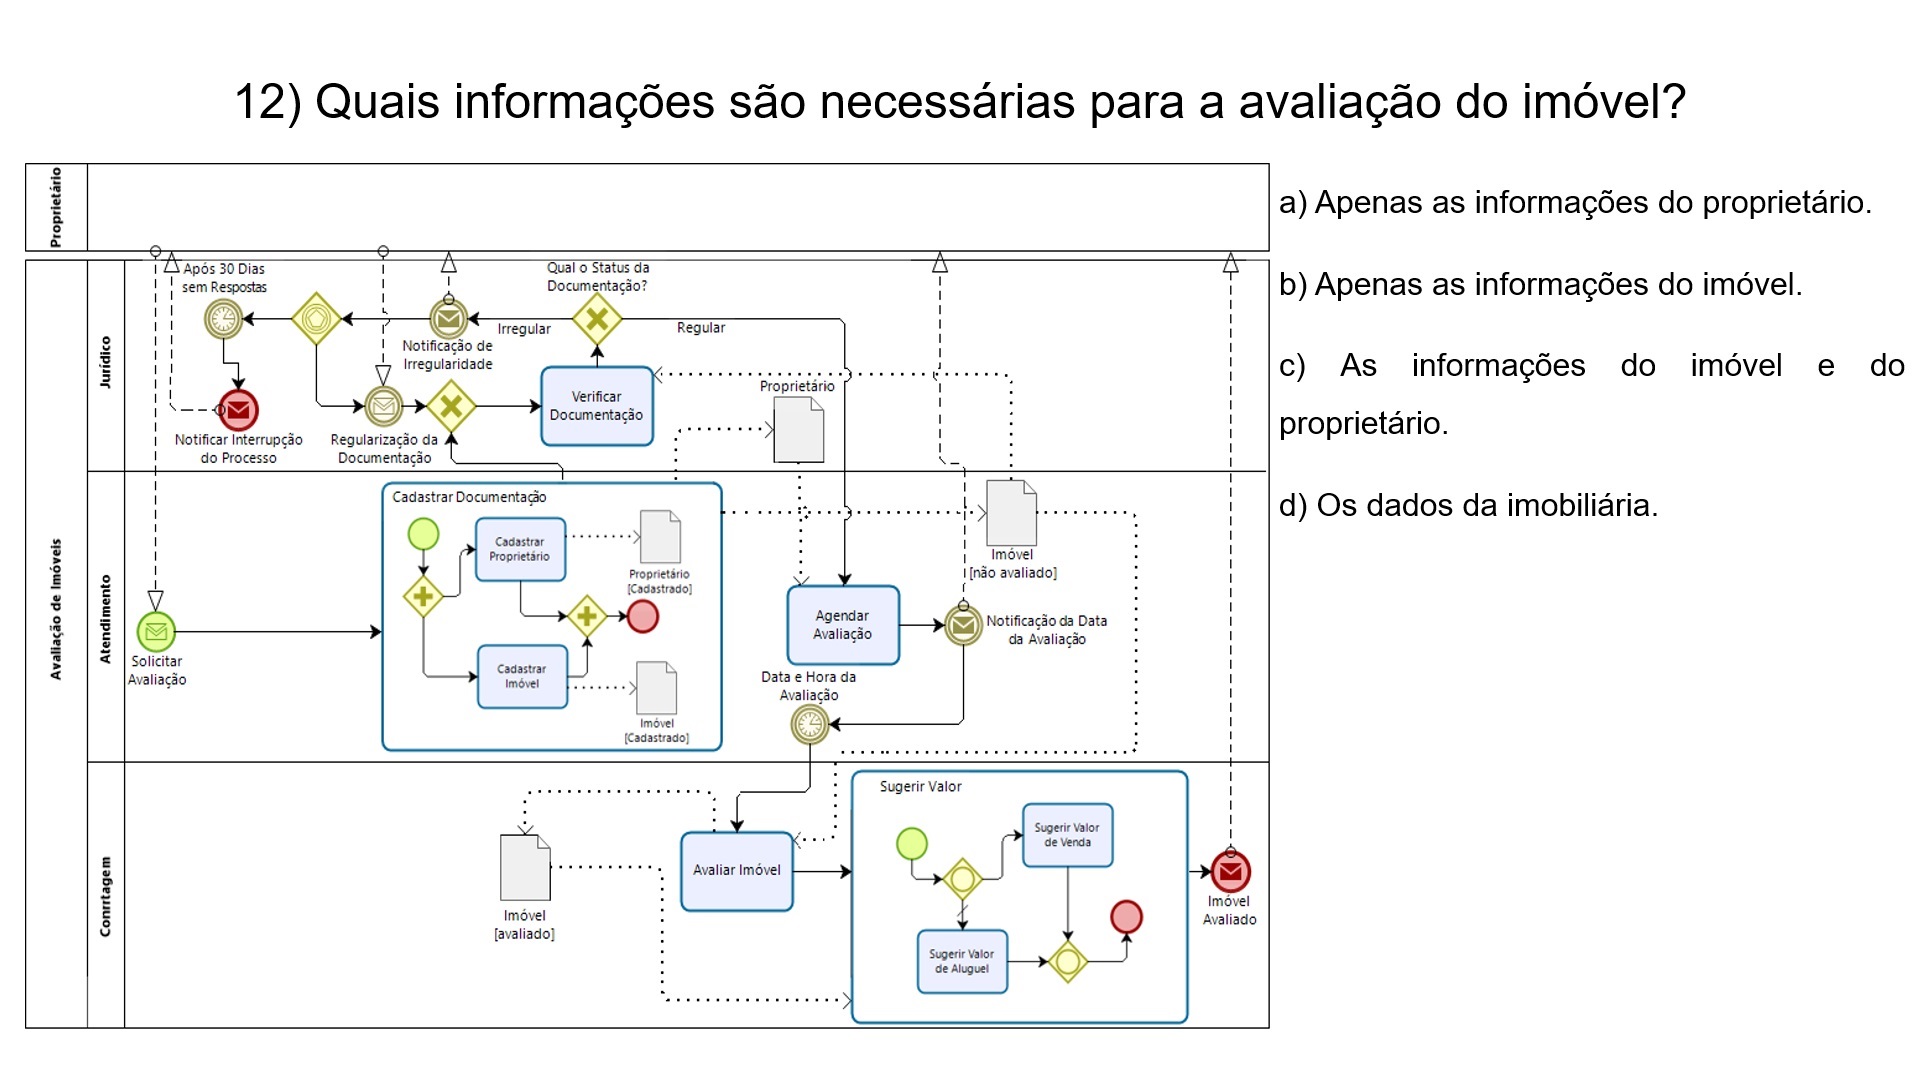 12) Quais informações são necessárias para a avaliação do imóvel?
Proprietário
a) Apenas as informações do proprietário.
b) Apenas as informações do imóvel.
c) As informações do imóvel e do
proprietário.
d) Os dados da imobiliária.
Avaliação de Imóveis
Jurídico
Após 30 Dias
sem Respostas
Qual o Status da
Documentação?
Irregular
Regular
Notificação de
Irregularidade
Notificar Interrupção
do Processo
Regularização da
Documentação
Verificar
Documentação
Proprietário
Atendimento
Solicitar
Avaliação
Cadastrar Documentação
Cadastrar
Proprietário
Proprietário
[Cadastrado]
Cadastrar
Imóvel
Imóvel
[Cadastrado]
Imóvel
[não avaliado]
Agendar
Avaliação
Notificação da Data
da Avaliação
Data e Hora da
Avaliação
Conrtagem
Imóvel
[avaliado]
Avaliar Imóvel
Sugerir Valor
Sugerir Valor
de Venda
Sugerir Valor
de Aluguel
Imóvel
Avaliado